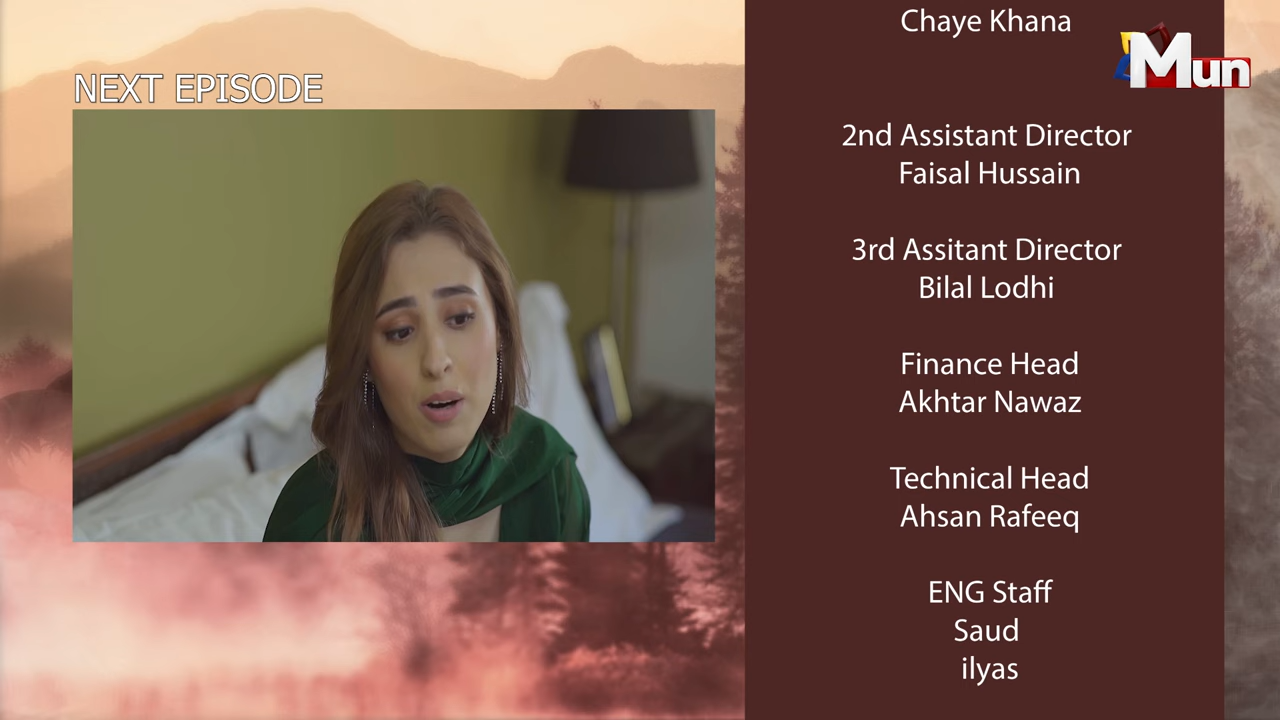 NEXT EPISODE
Mun
Chaye Khana
2nd Assistant Director
Faisal Hussain
3rd Assitant Director
Bilal Lodhi
Finance Head
Akhtar Nawaz
Technical Head
Ahsan Rafeeq
ENG Staff
Saud
ilyas